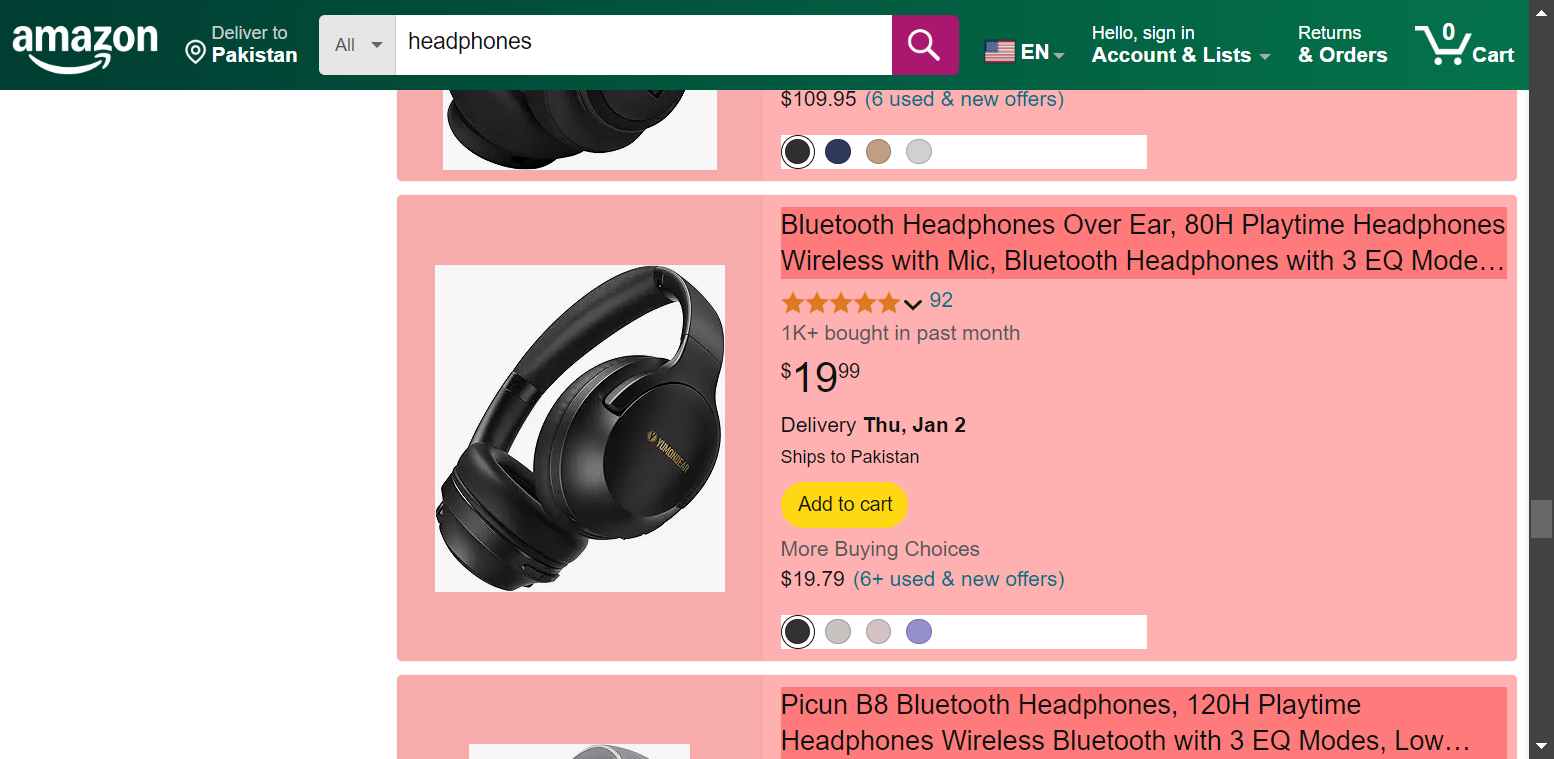 amazon
Deliver to
Pakistan
All
headphones
EN
Hello, sign in
Account & Lists
Returns
& Orders
0
Cart
$109.95 (6 used & new offers)
Bluetooth Headphones Over Ear, 80H Playtime Headphones
Wireless with Mic, Bluetooth Headphones with 3 EQ Mode…
92
1K+ bought in past month
$19.99
Delivery Thu, Jan 2
Ships to Pakistan
Add to cart
More Buying Choices
$19.79 (6+ used & new offers)
YUMONDEAR
Picun B8 Bluetooth Headphones, 120H Playtime
Headphones Wireless Bluetooth with 3 EQ Modes, Low…